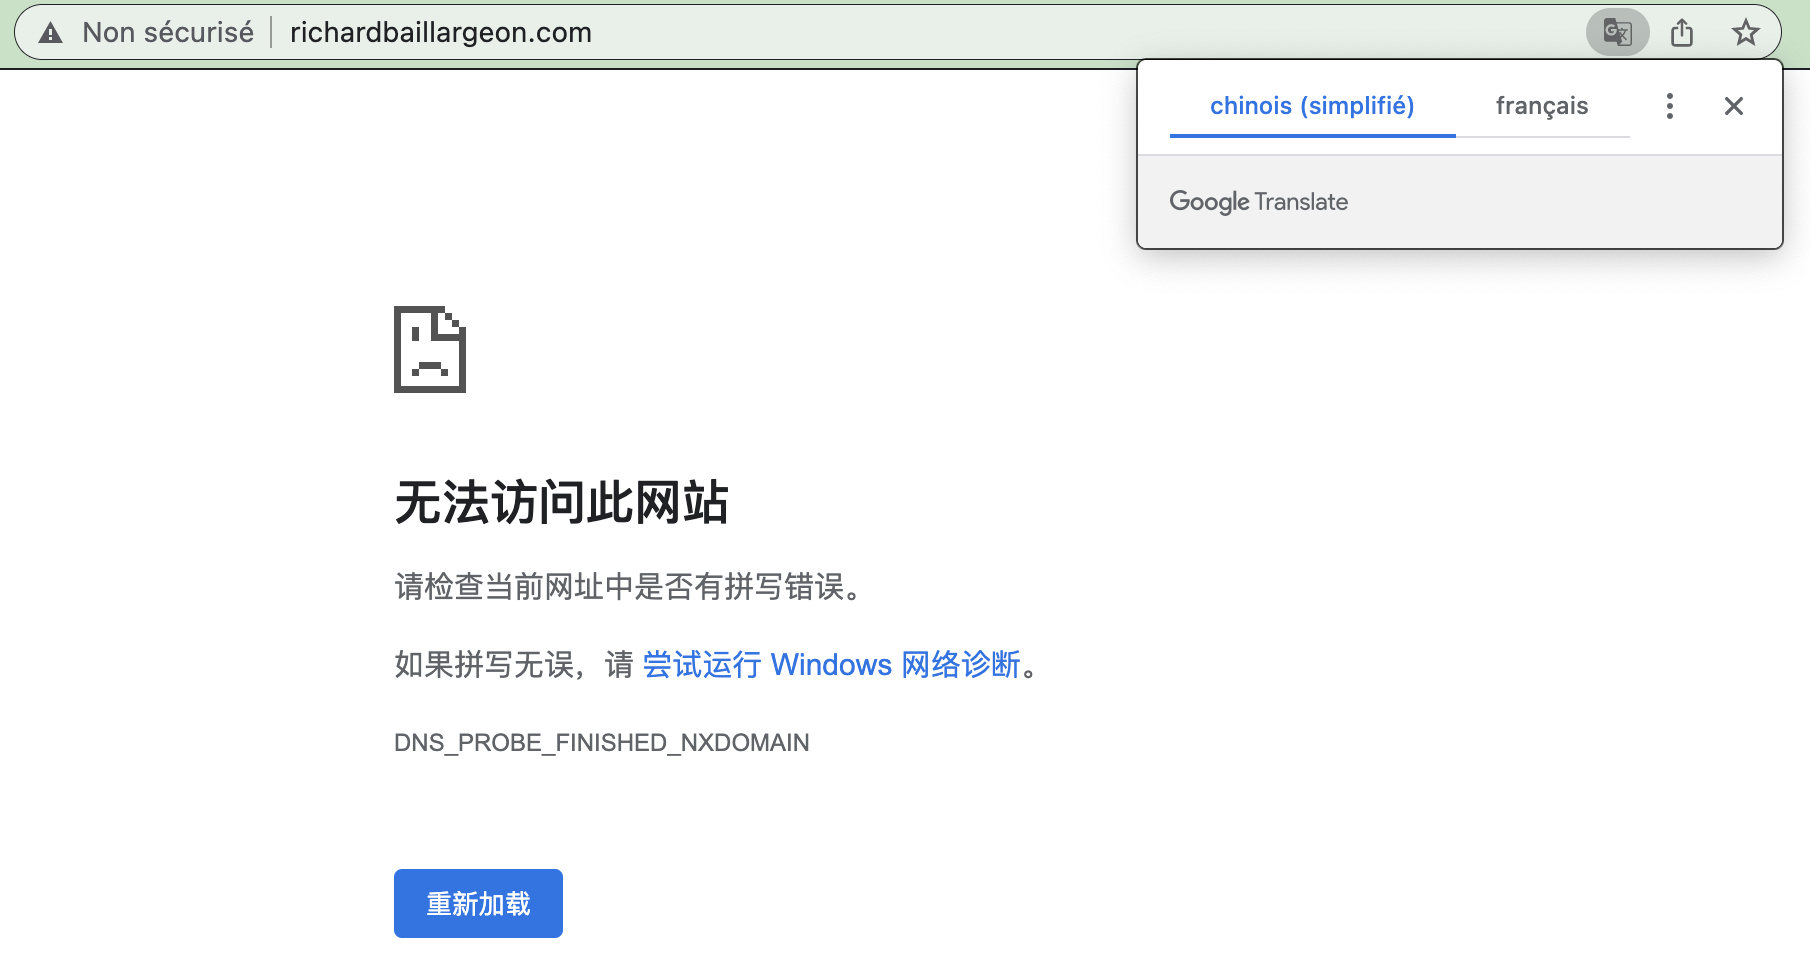 Non sécurisé
richardbaillargeon.com
chinois (simplifié)
français
Google Translate
无法访问此网站
请检查当前网址中是否有拼写错误。
如果拼写无误，请 尝试运行 Windows 网络诊断。
DNS_PROBE_FINISHED_NXDOMAIN
重新加载